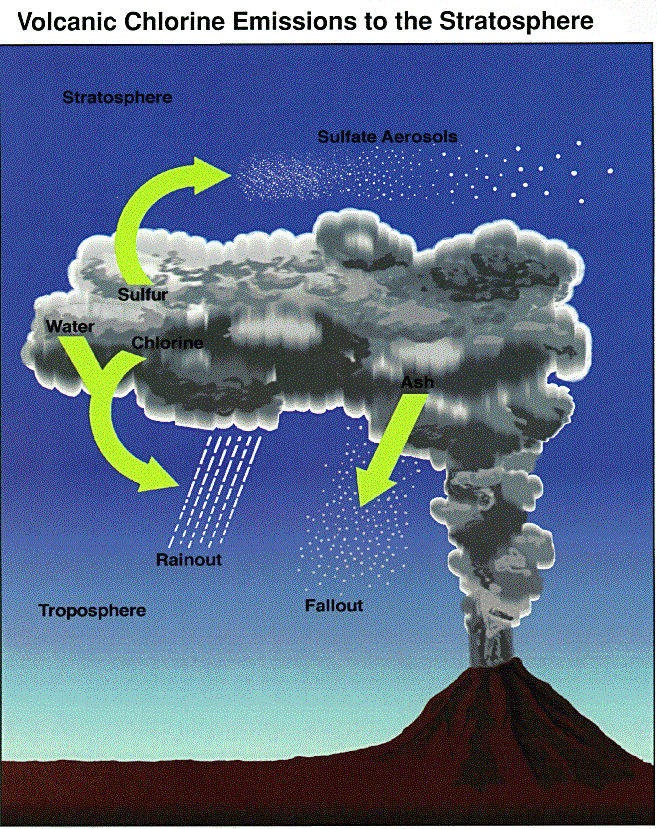 Volcanic Chlorine Emissions to the Stratosphere
Stratosphere
Sulfate Aerosols
Sulfur
Water
Chlorine
Ash
Rainout
Fallout
Troposphere